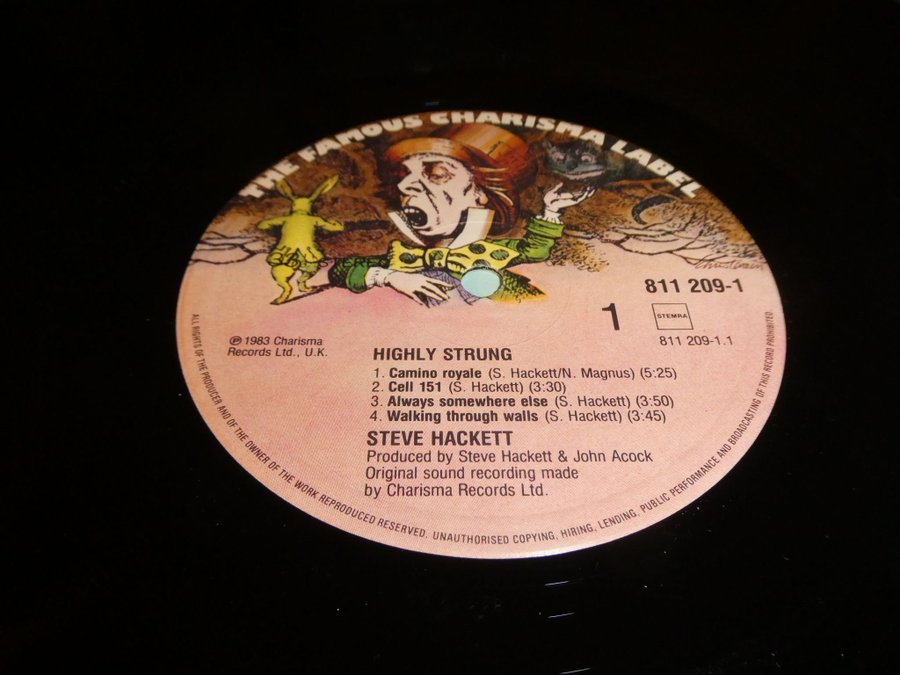 THE FAMOUS CHARISMA LABEL
811 209-1
1
STEMRA
811 209-1.1
℗ 1983 Charisma
Records Ltd., U.K.
HIGHLY STRUNG
1. Camino royale (S. Hackett/N. Magnus) (5:25)
2. Cell 151 (S. Hackett) (3:30)
3. Always somewhere else (S. Hackett) (3:50)
4. Walking through walls (S. Hackett) (3:45)
STEVE HACKETT
Produced by Steve Hackett & John Acock
Original sound recording made
by Charisma Records Ltd.
ALL RIGHTS OF THE PRODUCER AND OF THE OWNER OF THE WORK REPRODUCED RESERVED. UNAUTHORISED COPYING, HIRING, LENDING, PUBLIC PERFORMANCE AND BROADCASTING OF THIS RECORD PROHIBITED.